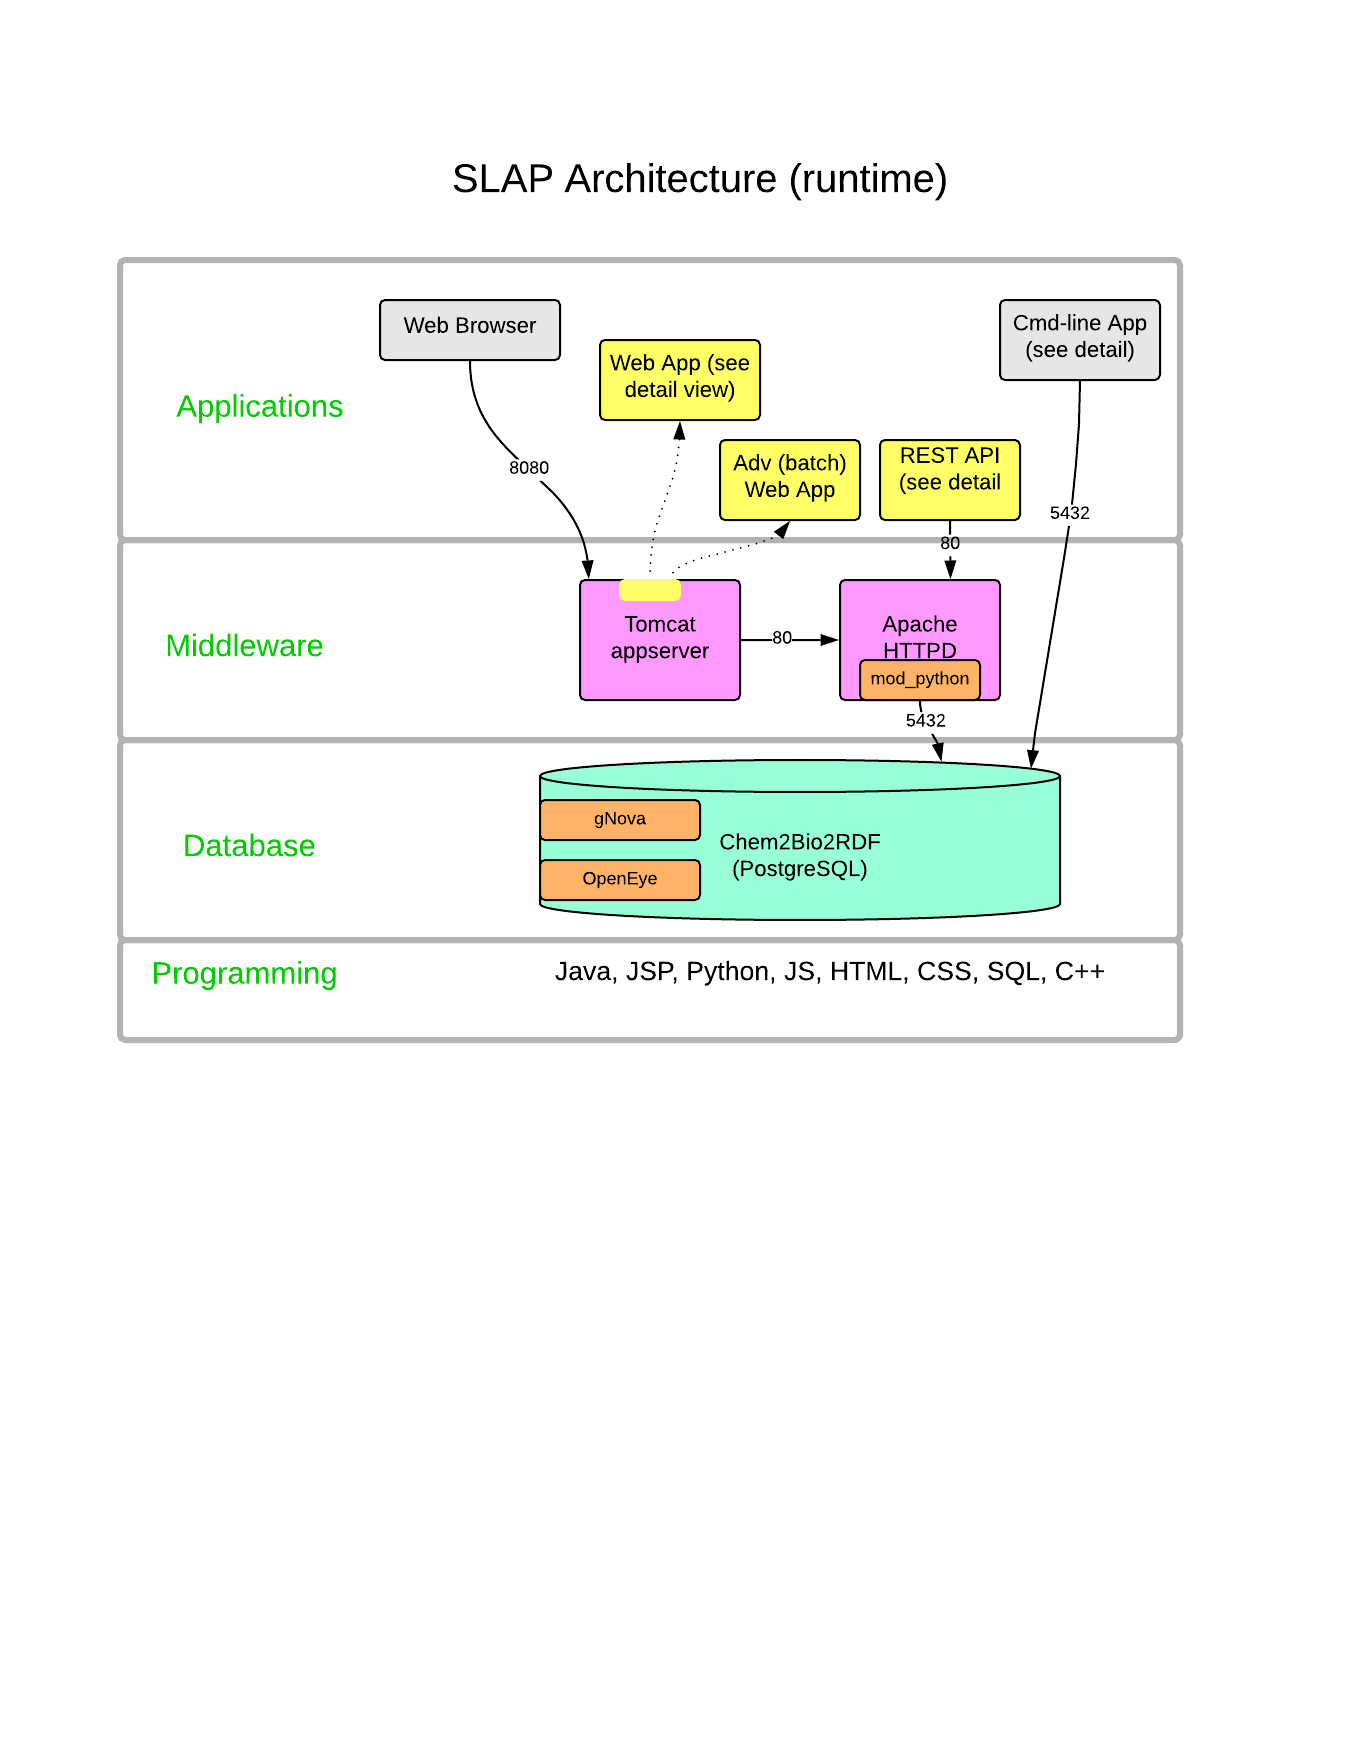 SLAP Architecture (runtime)
Web Browser
Cmd-line App
(see detail)
Web App (see
detail view)
Applications
Adv (batch)
Web App
REST API
(see detail
8080
5432
80
Middleware
Tomcat
appserver
80
Apache
HTTPD
mod_python
5432
Database
gNova
OpenEye
Chem2Bio2RDF
(PostgreSQL)
Programming
Java, JSP, Python, JS, HTML, CSS, SQL, C++